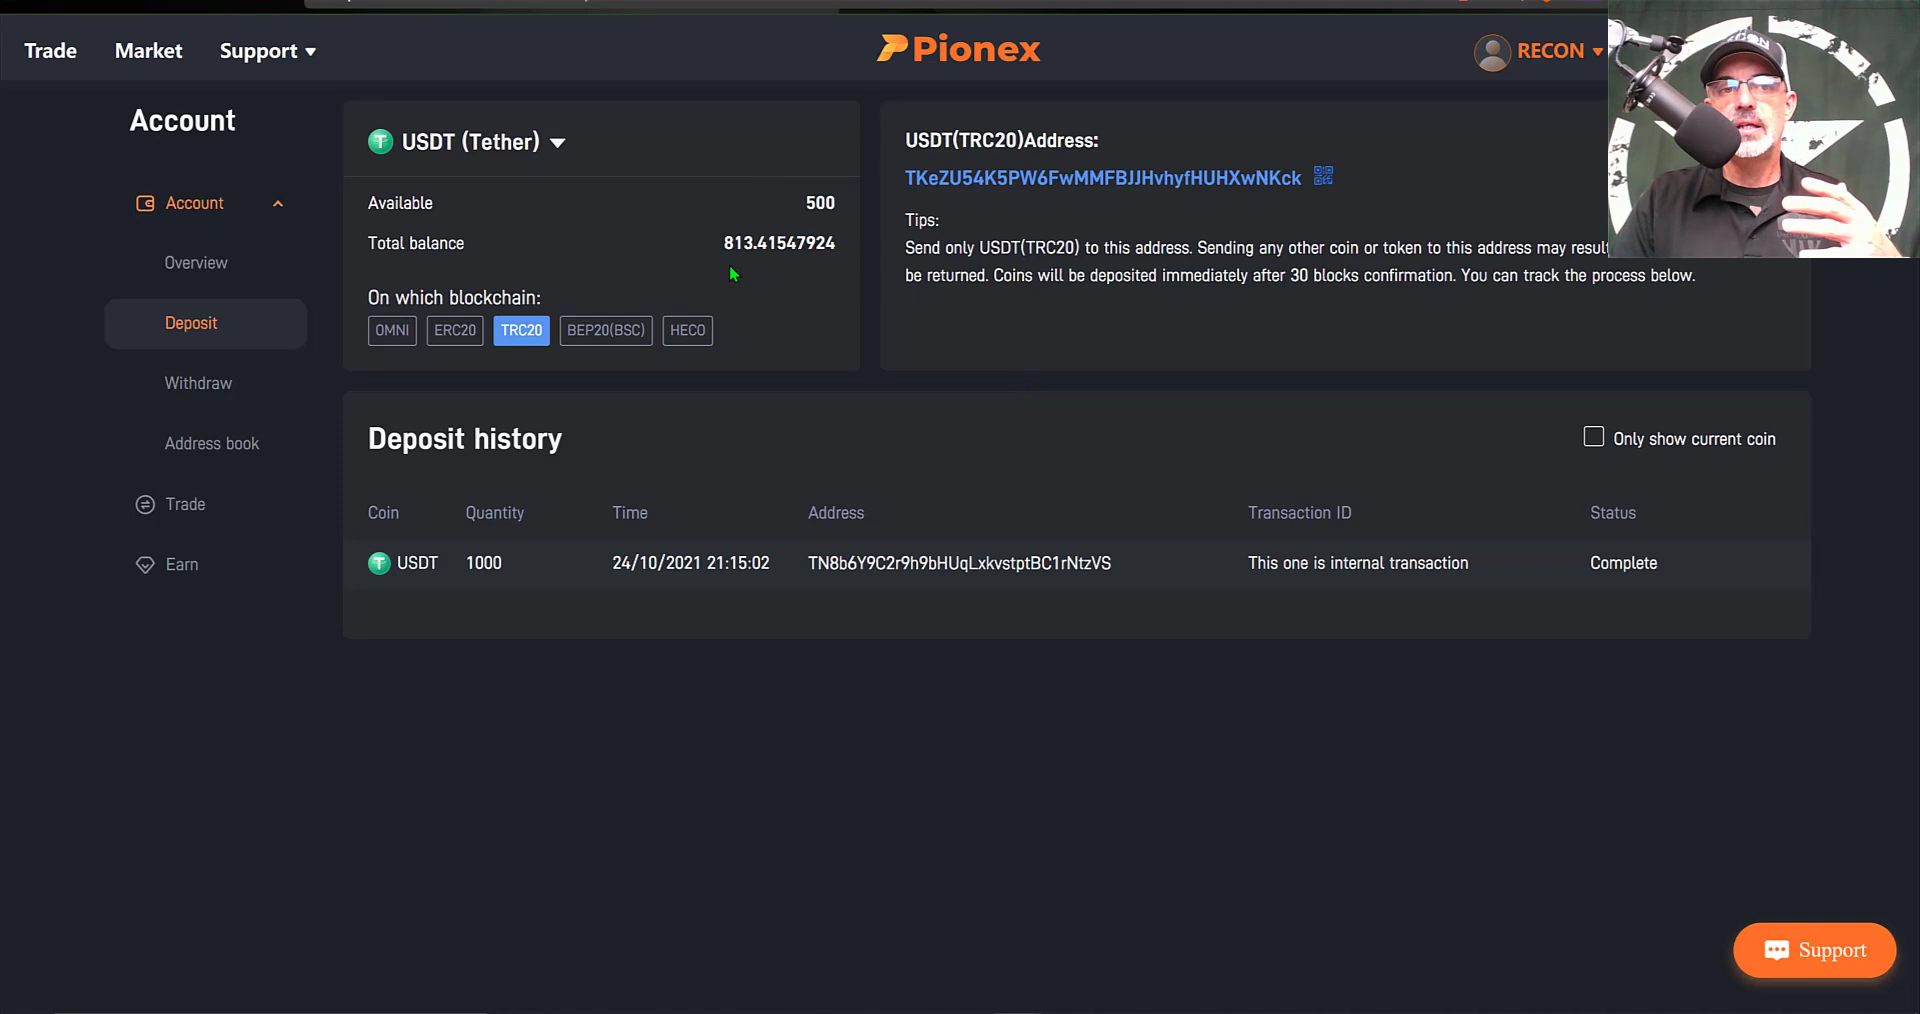 Trade Market Support
Pionex
RECON
Account
Account
Overview
Deposit
Withdraw
Address book
Trade
Earn
USDT (Tether)
Available 500
Total balance 813.41547924
On which blockchain:
OMNI ERC20 TRC20 BEP20(BSC) HECO
USDT(TRC20)Address:
TKeZU54K5PW6FwMMFBJJHvhyfHUHXwNKck
Tips:
Send only USDT(TRC20) to this address. Sending any other coin or token to this address may result
be returned. Coins will be deposited immediately after 30 blocks confirmation. You can track the process below.
Deposit history
Only show current coin
Coin Quantity Time Address Transaction ID Status
USDT 1000 24/10/2021 21:15:02 TN8b6Y9C2r9h9bHUqLxkvstptBC1rNtzVS This one is internal transaction Complete
Support